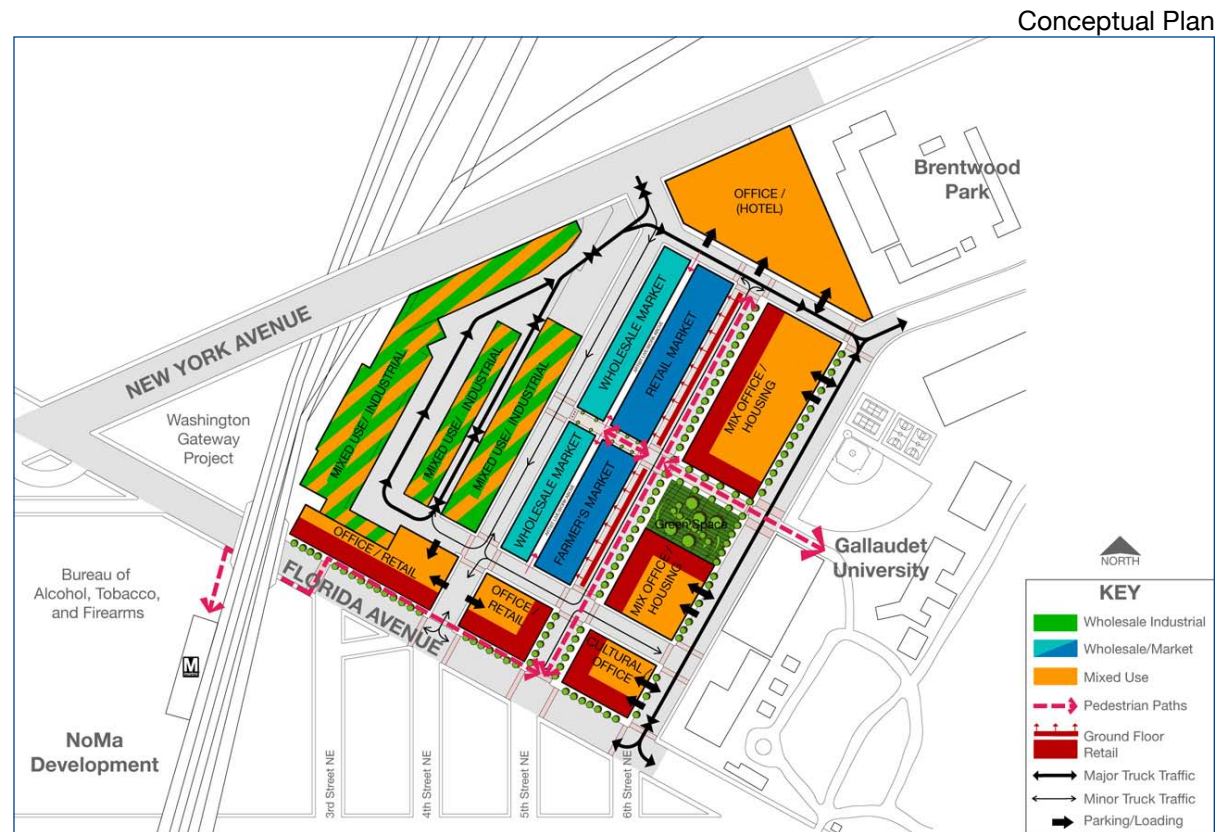 Conceptual Plan
Brentwood
Park
OFFICE /
(HOTEL)
NEW YORK AVENUE
Washington
Gateway
Project
MIXED USE/ INDUSTRIAL
MIXED USE/ INDUSTRIAL
MIXED USE/ INDUSTRIAL
WHOLESALE MARKET
RETAIL MARKET
MIX OFFICE /
HOUSING
WHOLESALE MARKET
FARMER'S MARKET
Green Space
MIX OFFICE /
HOUSING
Gallaudet
University
OFFICE / RETAIL
OFFICE /
RETAIL
CULTURAL /
OFFICE
FLORIDA AVENUE
Bureau of
Alcohol, Tobacco,
and Firearms
M
NoMa
Development
3rd Street NE
4th Street NE
5th Street NE
6th Street NE
NORTH
KEY
Wholesale Industrial
Wholesale/Market
Mixed Use
Pedestrian Paths
Ground Floor
Retail
Major Truck Traffic
Minor Truck Traffic
Parking/Loading